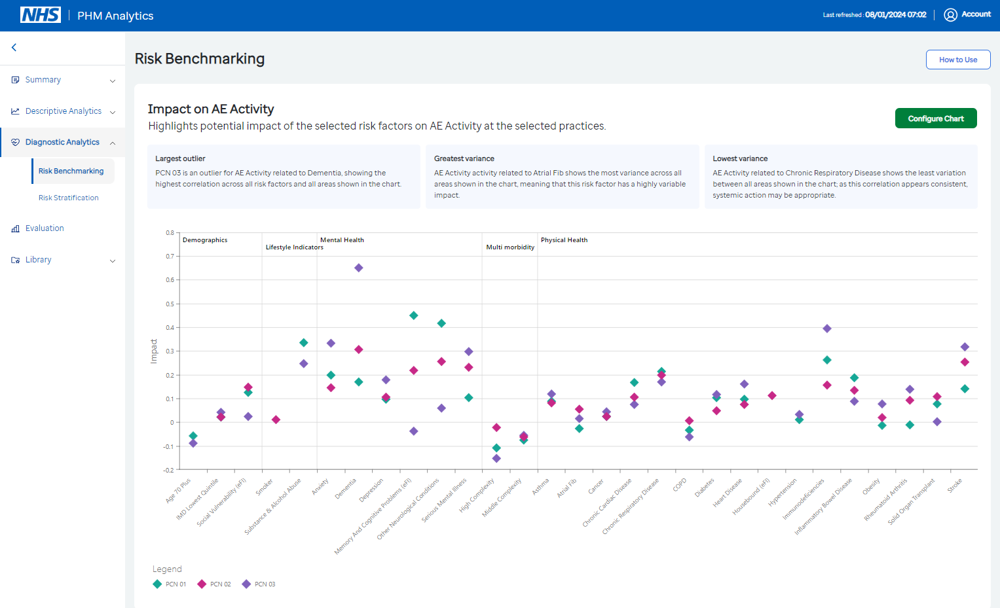 NHS
PHM Analytics
Last refreshed : 08/01/2024 07:02
Account
Summary
Descriptive Analytics
Diagnostic Analytics
Risk Benchmarking
Risk Stratification
Evaluation
Library
Risk Benchmarking
How to Use
Impact on AE Activity
Highlights potential impact of the selected risk factors on AE Activity at the selected practices.
Configure Chart
Largest outlier
PCN 03 is an outlier for AE Activity related to Dementia, showing the
highest correlation across all risk factors and all areas shown in the chart.
Greatest variance
AE Activity activity related to Atrial Fib shows the most variance across all
areas shown in the chart, meaning that this risk factor has a highly variable
impact.
Lowest variance
AE Activity related to Chronic Respiratory Disease shows the least variation
between all areas shown in the chart; as this correlation appears consistent,
systemic action may be appropriate.
Demographics
Lifestyle Indicators
Mental Health
Multi morbidity
Physical Health
Impact
0.8
0.7
0.6
0.5
0.4
0.3
0.2
0.1
0
-0.1
-0.2
Age 70 Plus
IMD Lowest Quintile
Social Vulnerability (eFI)
Smoker
Substance & Alcohol Abuse
Anxiety
Dementia
Depression
Memory And Cognitive Problems (eFI)
Other Neurological Conditions
Serious Mental Illness
High Complexity
Middle Complexity
Asthma
Atrial Fib
Cancer
Chronic Cardiac Disease
Chronic Respiratory Disease
COPD
Diabetes
Heart Disease
Housebound (eFI)
Hypertension
Immunodeficiencies
Inflammatory Bowel Disease
Obesity
Rheumatoid Arthritis
Solid Organ Transplant
Stroke
Legend
PCN 01
PCN 02
PCN 03